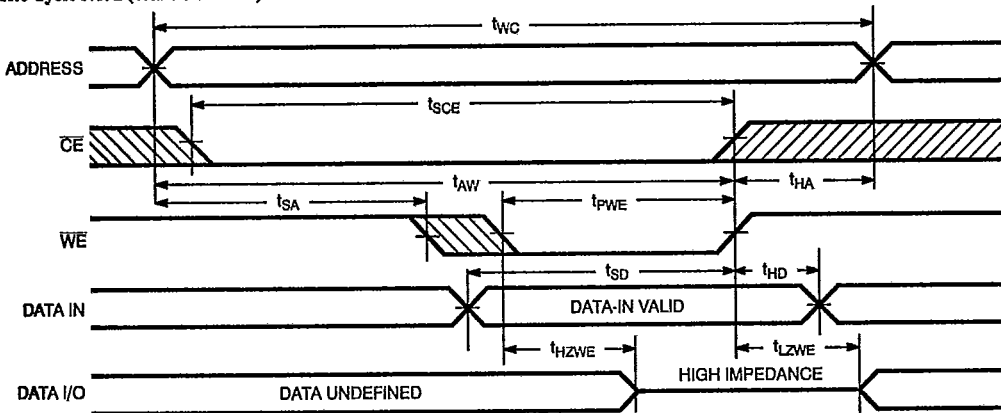 tWC
ADDRESS
tSCE
CE
tAW
tHA
tSA
tPWE
WE
tSD
tHD
DATA IN
DATA-IN VALID
tHZWE
tLZWE
HIGH IMPEDANCE
DATA I/O
DATA UNDEFINED